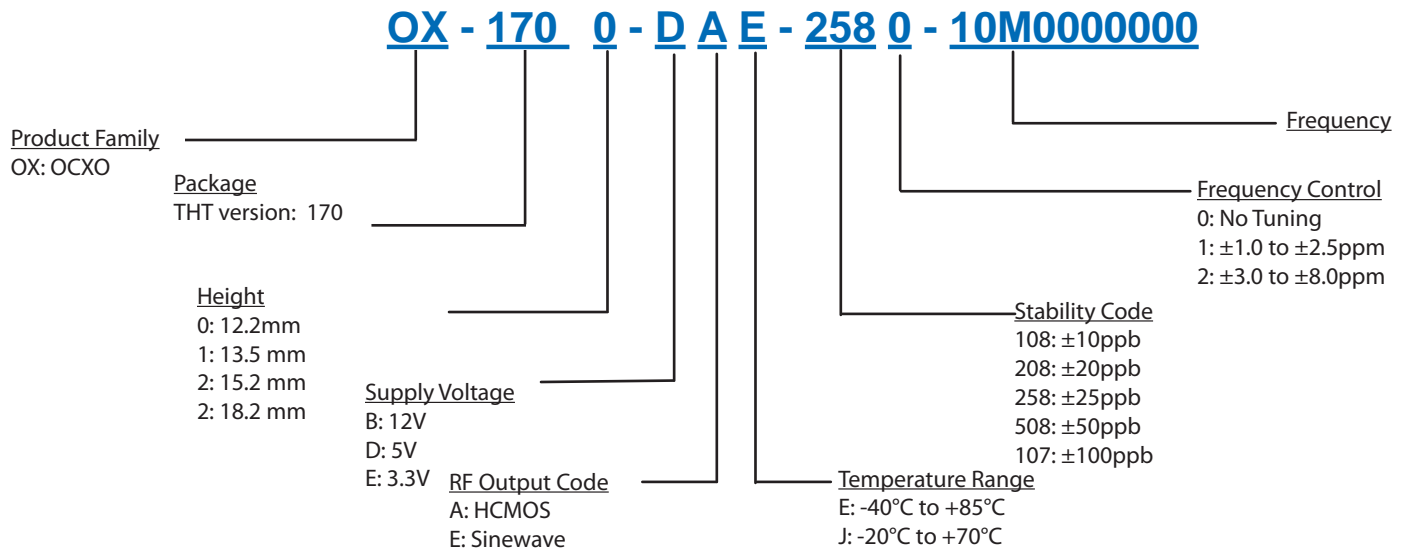 OX - 170 0 - D A E - 258 0 - 10M0000000
Product Family
OX: OCXO
Package
THT version: 170
Height
0: 12.2mm
1: 13.5 mm
2: 15.2 mm
2: 18.2 mm
Supply Voltage
B: 12V
D: 5V
E: 3.3V
RF Output Code
A: HCMOS
E: Sinewave
Temperature Range
E: -40°C to +85°C
J: -20°C to +70°C
Stability Code
108: ±10ppb
208: ±20ppb
258: ±25ppb
508: ±50ppb
107: ±100ppb
Frequency Control
0: No Tuning
1: ±1.0 to ±2.5ppm
2: ±3.0 to ±8.0ppm
Frequency